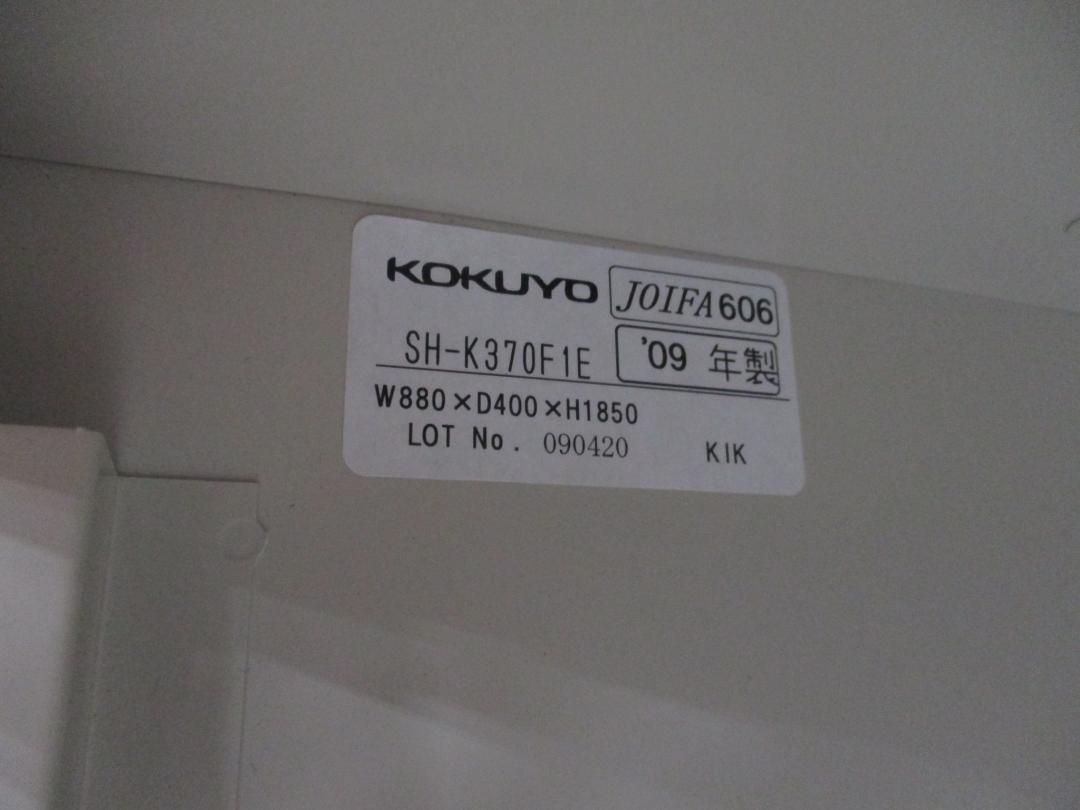 KOKUYO JOIFA606
SH-K370F1E '09 年製
W880×D400×H1850
LOT No. 090420 KIK